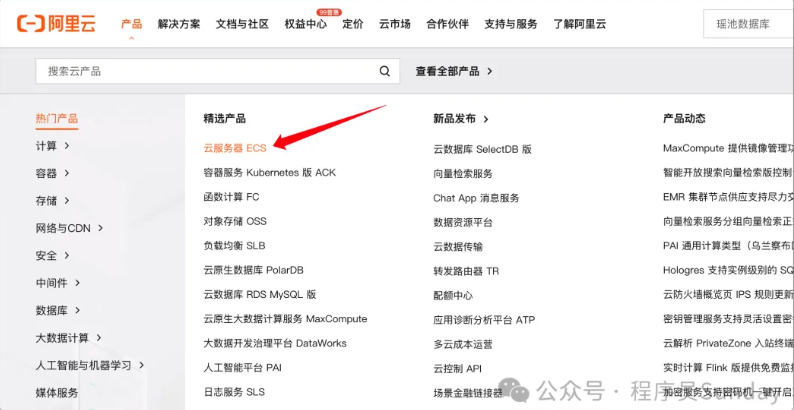 阿里云
产品 解决方案 文档与社区 权益中心 99普惠 定价 云市场 合作伙伴 支持与服务 了解阿里云 瑶池数据库
搜索云产品 查看全部产品
热门产品
计算
容器
存储
网络与CDN
安全
中间件
数据库
大数据计算
人工智能与机器学习
媒体服务
精选产品
云服务器 ECS
容器服务 Kubernetes 版 ACK
函数计算 FC
对象存储 OSS
负载均衡 SLB
云原生数据库 PolarDB
云数据库 RDS MySQL 版
云原生大数据计算服务 MaxCompute
大数据开发治理平台 DataWorks
人工智能平台 PAI
日志服务 SLS
新品发布
云数据库 SelectDB 版
向量检索服务
Chat App 消息服务
数据资源平台
云数据传输
转发路由器 TR
配额中心
应用诊断分析平台 ATP
多云成本运营
云控制 API
场景金融链接器
产品动态
MaxCompute 提供镜像管理功
智能开放搜索向量检索版控制
EMR 集群节点供应支持尽力交
向量检索服务分组向量检索正
PAI 通用计算类型（乌兰察布
Hologres 支持实例级别的 SQ
云防火墙概览页 IPS 规则更新
密钥管理服务支持灵活设置密
云解析 PrivateZone 入站终端
实时计算 Flink 版提供免费监
加密服务支持密码机一键开启
公众号 · 程序员Sunday